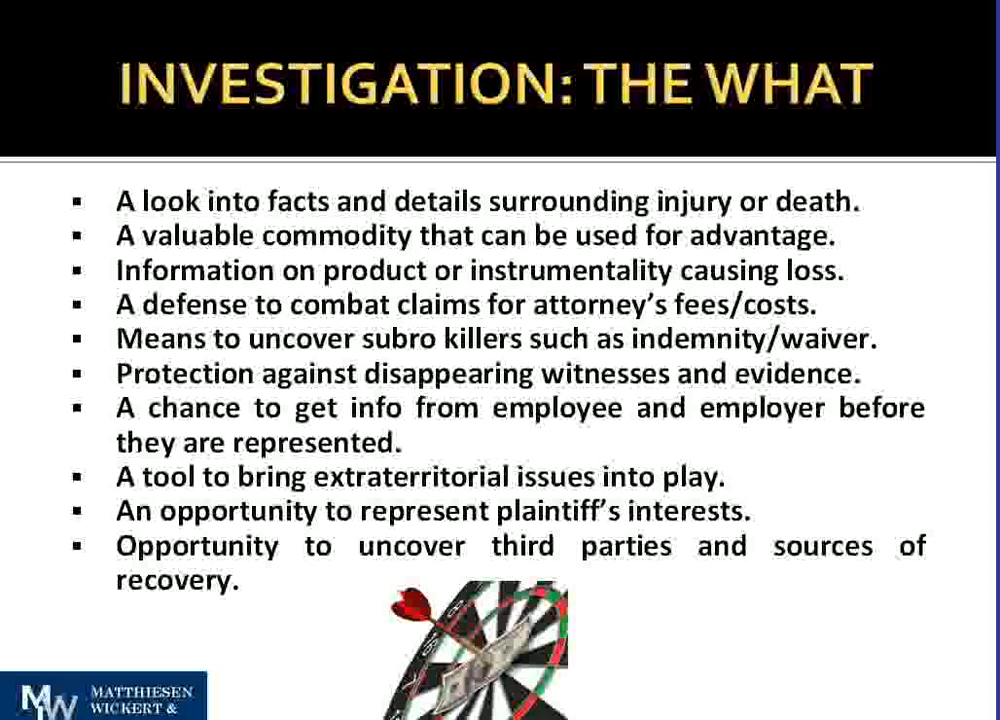 INVESTIGATION: THE WHAT
▪ A look into facts and details surrounding injury or death.
▪ A valuable commodity that can be used for advantage.
▪ Information on product or instrumentality causing loss.
▪ A defense to combat claims for attorney’s fees/costs.
▪ Means to uncover subro killers such as indemnity/waiver.
▪ Protection against disappearing witnesses and evidence.
▪ A chance to get info from employee and employer before
they are represented.
▪ A tool to bring extraterritorial issues into play.
▪ An opportunity to represent plaintiff’s interests.
▪ Opportunity to uncover third parties and sources of
recovery.
MW
MATTHIESEN
WICKERT &